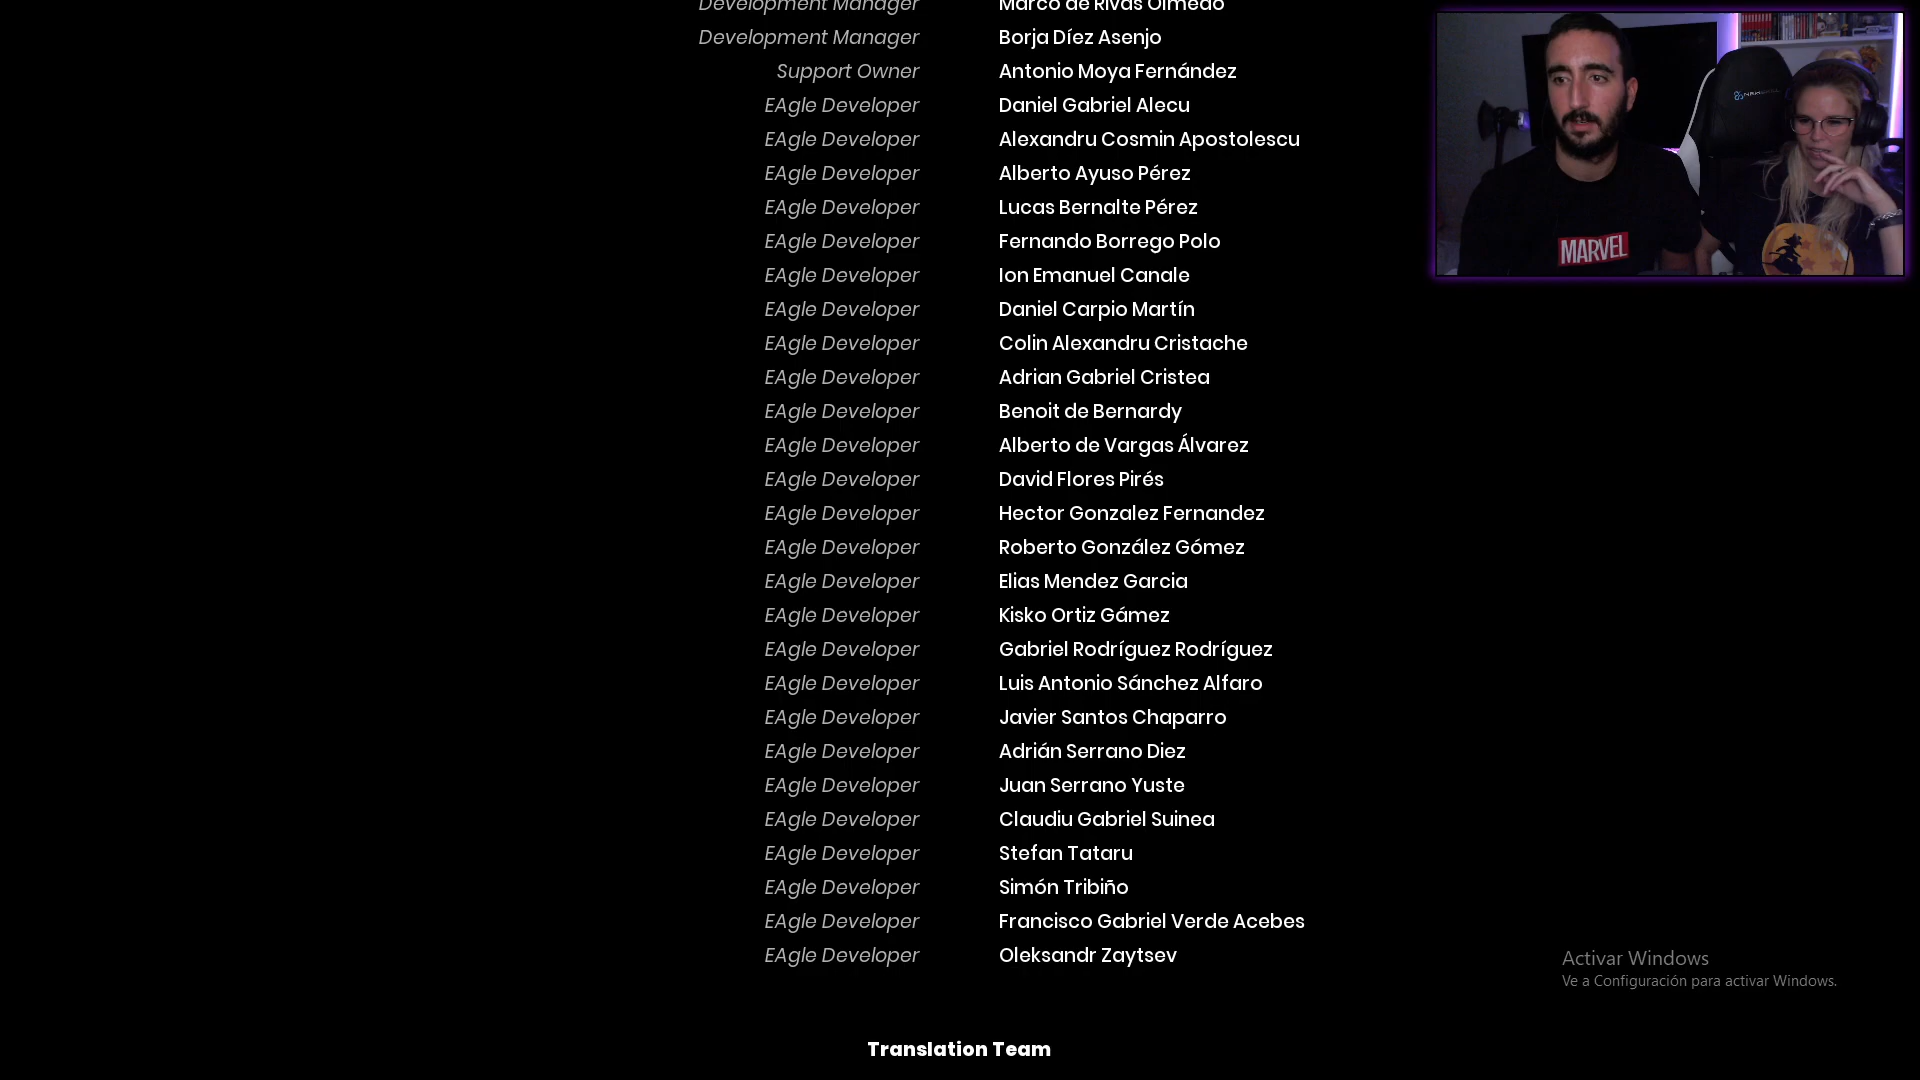 Development Manager Marco de Rivas Olmedo
Development Manager Borja Díez Asenjo
Support Owner Antonio Moya Fernández
EAgle Developer Daniel Gabriel Alecu
EAgle Developer Alexandru Cosmin Apostolescu
EAgle Developer Alberto Ayuso Pérez
EAgle Developer Lucas Bernalte Pérez
EAgle Developer Fernando Borrego Polo
EAgle Developer Ion Emanuel Canale
EAgle Developer Daniel Carpio Martín
EAgle Developer Colin Alexandru Cristache
EAgle Developer Adrian Gabriel Cristea
EAgle Developer Benoit de Bernardy
EAgle Developer Alberto de Vargas Álvarez
EAgle Developer David Flores Pirés
EAgle Developer Hector Gonzalez Fernandez
EAgle Developer Roberto González Gómez
EAgle Developer Elias Mendez Garcia
EAgle Developer Kisko Ortiz Gámez
EAgle Developer Gabriel Rodríguez Rodríguez
EAgle Developer Luis Antonio Sánchez Alfaro
EAgle Developer Javier Santos Chaparro
EAgle Developer Adrián Serrano Diez
EAgle Developer Juan Serrano Yuste
EAgle Developer Claudiu Gabriel Suinea
EAgle Developer Stefan Tataru
EAgle Developer Simón Tribiño
EAgle Developer Francisco Gabriel Verde Acebes
EAgle Developer Oleksandr Zaytsev
Translation Team
MARVEL
Activar Windows
Ve a Configuración para activar Windows.